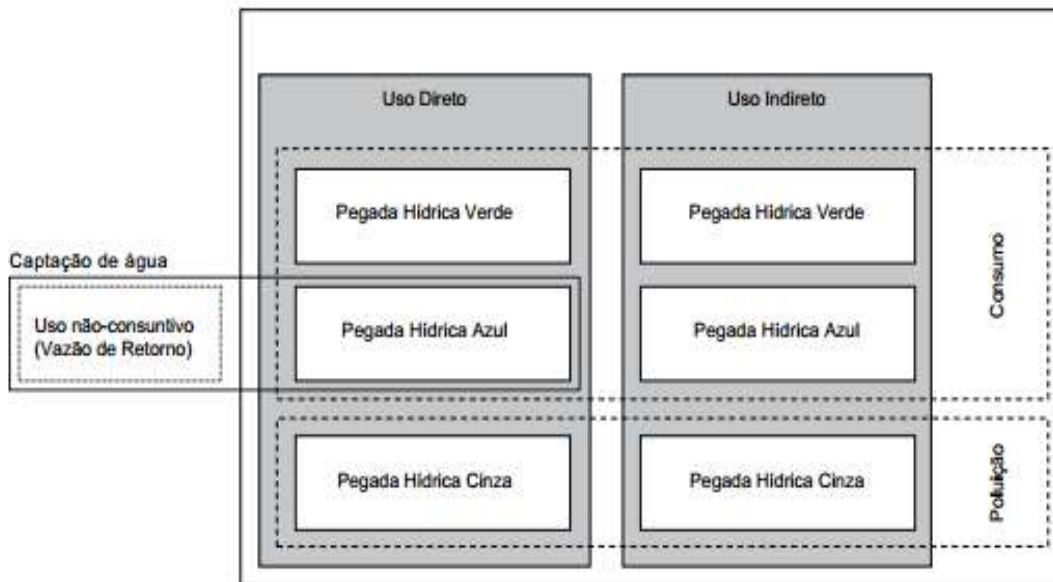 Uso Direto
Uso Indireto
Pegada Hídrica Verde
Pegada Hídrica Verde
Consumo
Captação de água
Uso não-consuntivo
(Vazão de Retorno)
Pegada Hídrica Azul
Pegada Hídrica Azul
Pegada Hídrica Cinza
Pegada Hídrica Cinza
Poluição